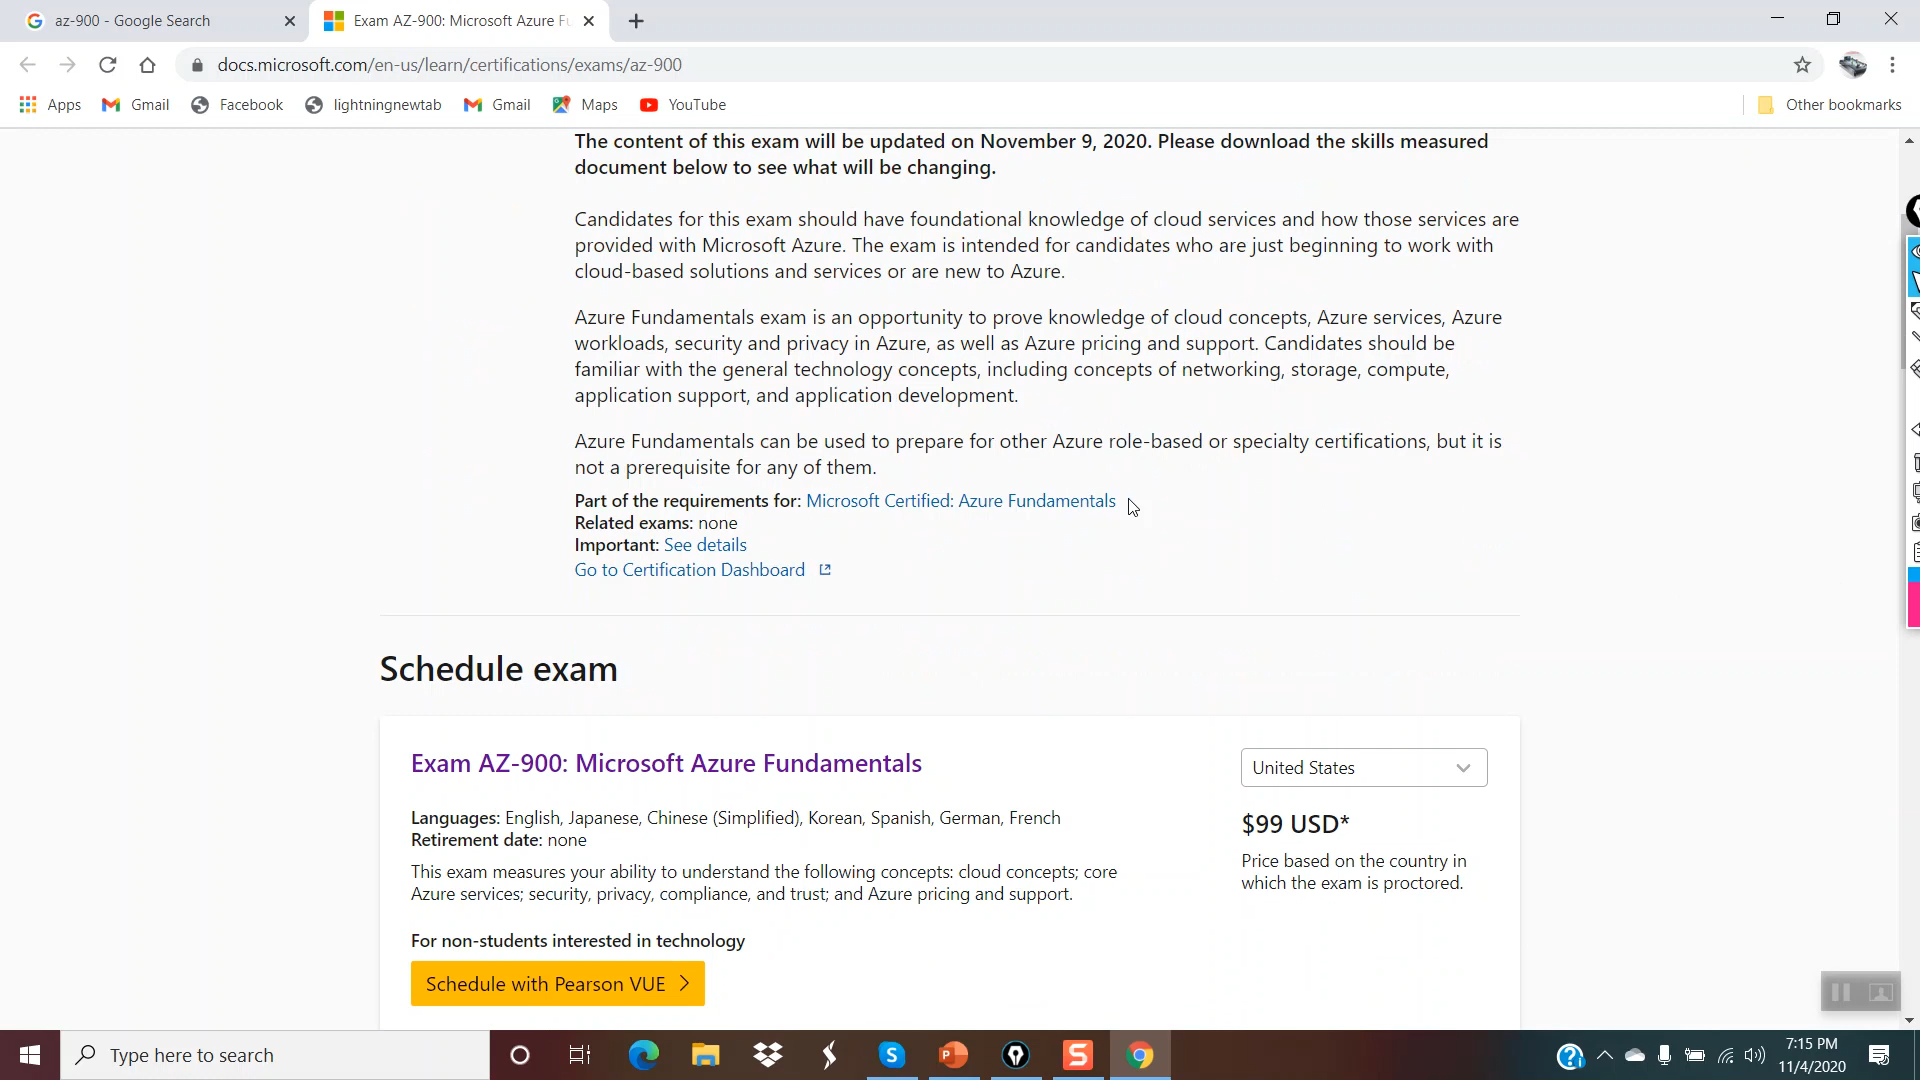 az-900 - Google Search
Exam AZ-900: Microsoft Azure Fu
docs.microsoft.com/en-us/learn/certifications/exams/az-900
Apps
Gmail
Facebook
lightningnewtab
Gmail
Maps
YouTube
Other bookmarks
The content of this exam will be updated on November 9, 2020. Please download the skills measured
document below to see what will be changing.
Candidates for this exam should have foundational knowledge of cloud services and how those services are
provided with Microsoft Azure. The exam is intended for candidates who are just beginning to work with
cloud-based solutions and services or are new to Azure.
Azure Fundamentals exam is an opportunity to prove knowledge of cloud concepts, Azure services, Azure
workloads, security and privacy in Azure, as well as Azure pricing and support. Candidates should be
familiar with the general technology concepts, including concepts of networking, storage, compute,
application support, and application development.
Azure Fundamentals can be used to prepare for other Azure role-based or specialty certifications, but it is
not a prerequisite for any of them.
Part of the requirements for: Microsoft Certified: Azure Fundamentals
Related exams: none
Important: See details
Go to Certification Dashboard
Schedule exam
Exam AZ-900: Microsoft Azure Fundamentals
United States
Languages: English, Japanese, Chinese (Simplified), Korean, Spanish, German, French
Retirement date: none
$99 USD*
This exam measures your ability to understand the following concepts: cloud concepts; core
Azure services; security, privacy, compliance, and trust; and Azure pricing and support.
Price based on the country in
which the exam is proctored.
For non-students interested in technology
Schedule with Pearson VUE
Type here to search
7:15 PM
11/4/2020